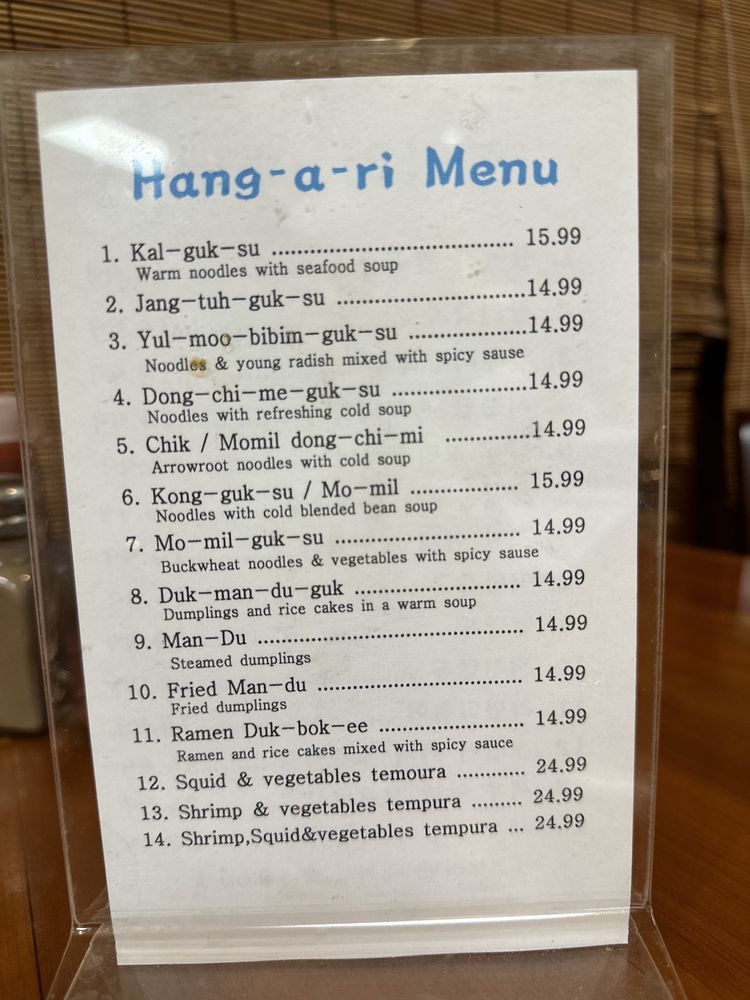 Hang-a-ri Menu
1. Kal-guk-su ...................................... 15.99
Warm noodles with seafood soup
2. Jang-tuh-guk-su ..............................14.99
3. Yul-moo-bibim-guk-su ...................14.99
Noodles & young radish mixed with spicy sause
4. Dong-chi-me-guk-su ......................14.99
Noodles with refreshing cold soup
5. Chik / Momil dong-chi-mi ..............14.99
Arrowroot noodles with cold soup
6. Kong-guk-su / Mo-mil ................. 15.99
Noodles with cold blended bean soup
7. Mo-mil-guk-su .............................. 14.99
Buckwheat noodles & vegetables with spicy sause
8. Duk-man-du-guk .......................... 14.99
Dumplings and rice cakes in a warm soup
9. Man-Du .......................................... 14.99
Steamed dumplings
10. Fried Man-du ................................ 14.99
Fried dumplings
11. Ramen Duk-bok-ee ....................... 14.99
Ramen and rice cakes mixed with spicy sauce
12. Squid & vegetables temoura ........... 24.99
13. Shrimp & vegetables tempura ......... 24.99
14. Shrimp,Squid&vegetables tempura ... 24.99